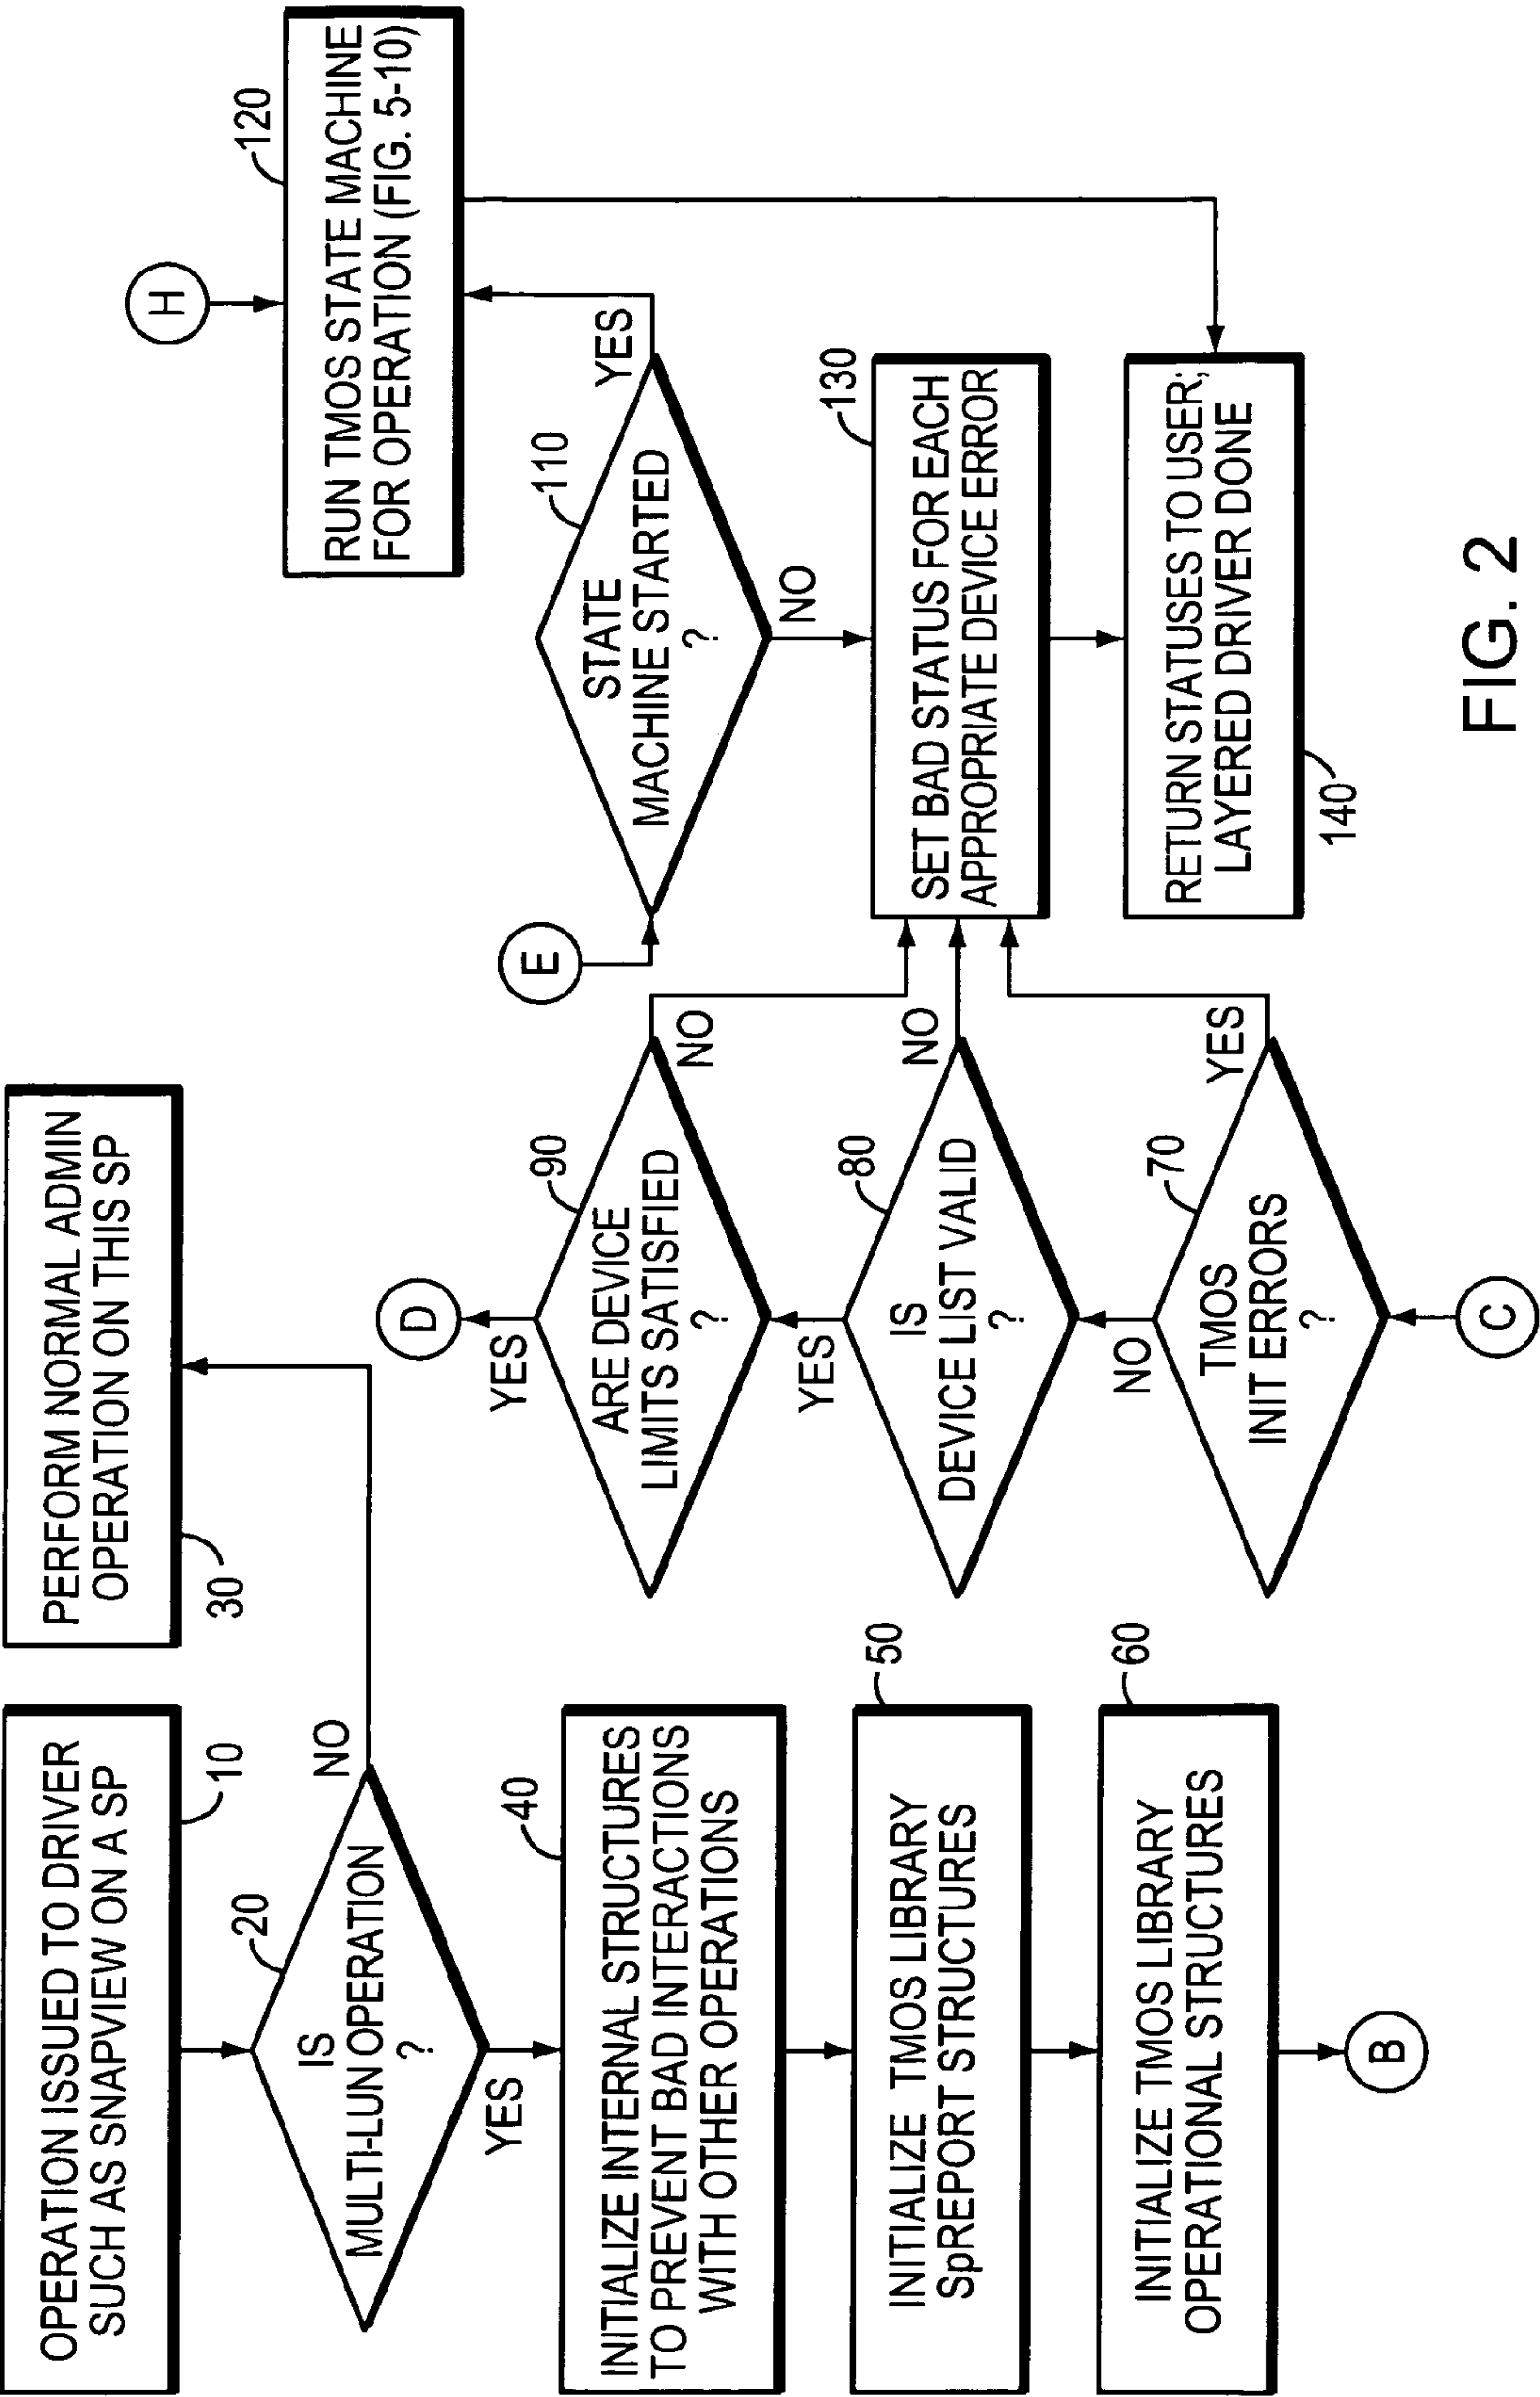 OPERATION ISSUED TO DRIVER
SUCH AS SNAPVIEW ON A SP
10
IS
MULTI-LUN OPERATION
?
20
NO
YES
PERFORM NORMAL ADMIN
OPERATION ON THIS SP
30
INITIALIZE INTERNAL STRUCTURES
TO PREVENT BAD INTERACTIONS
WITH OTHER OPERATIONS
40
INITIALIZE TMOS LIBRARY
SpREPORT STRUCTURES
50
INITIALIZE TMOS LIBRARY
OPERATIONAL STRUCTURES
60
B
D
YES
ARE DEVICE
LIMITS SATISFIED
?
90
NO
YES
IS
DEVICE LIST VALID
?
80
NO
NO
TMOS
INIT ERRORS
?
70
YES
C
H
RUN TMOS STATE MACHINE
FOR OPERATION (FIG. 5-10)
120
E
STATE
MACHINE STARTED
?
110
YES
NO
SET BAD STATUS FOR EACH
APPROPRIATE DEVICE ERROR
130
RETURN STATUSES TO USER;
LAYERED DRIVER DONE
140
FIG. 2